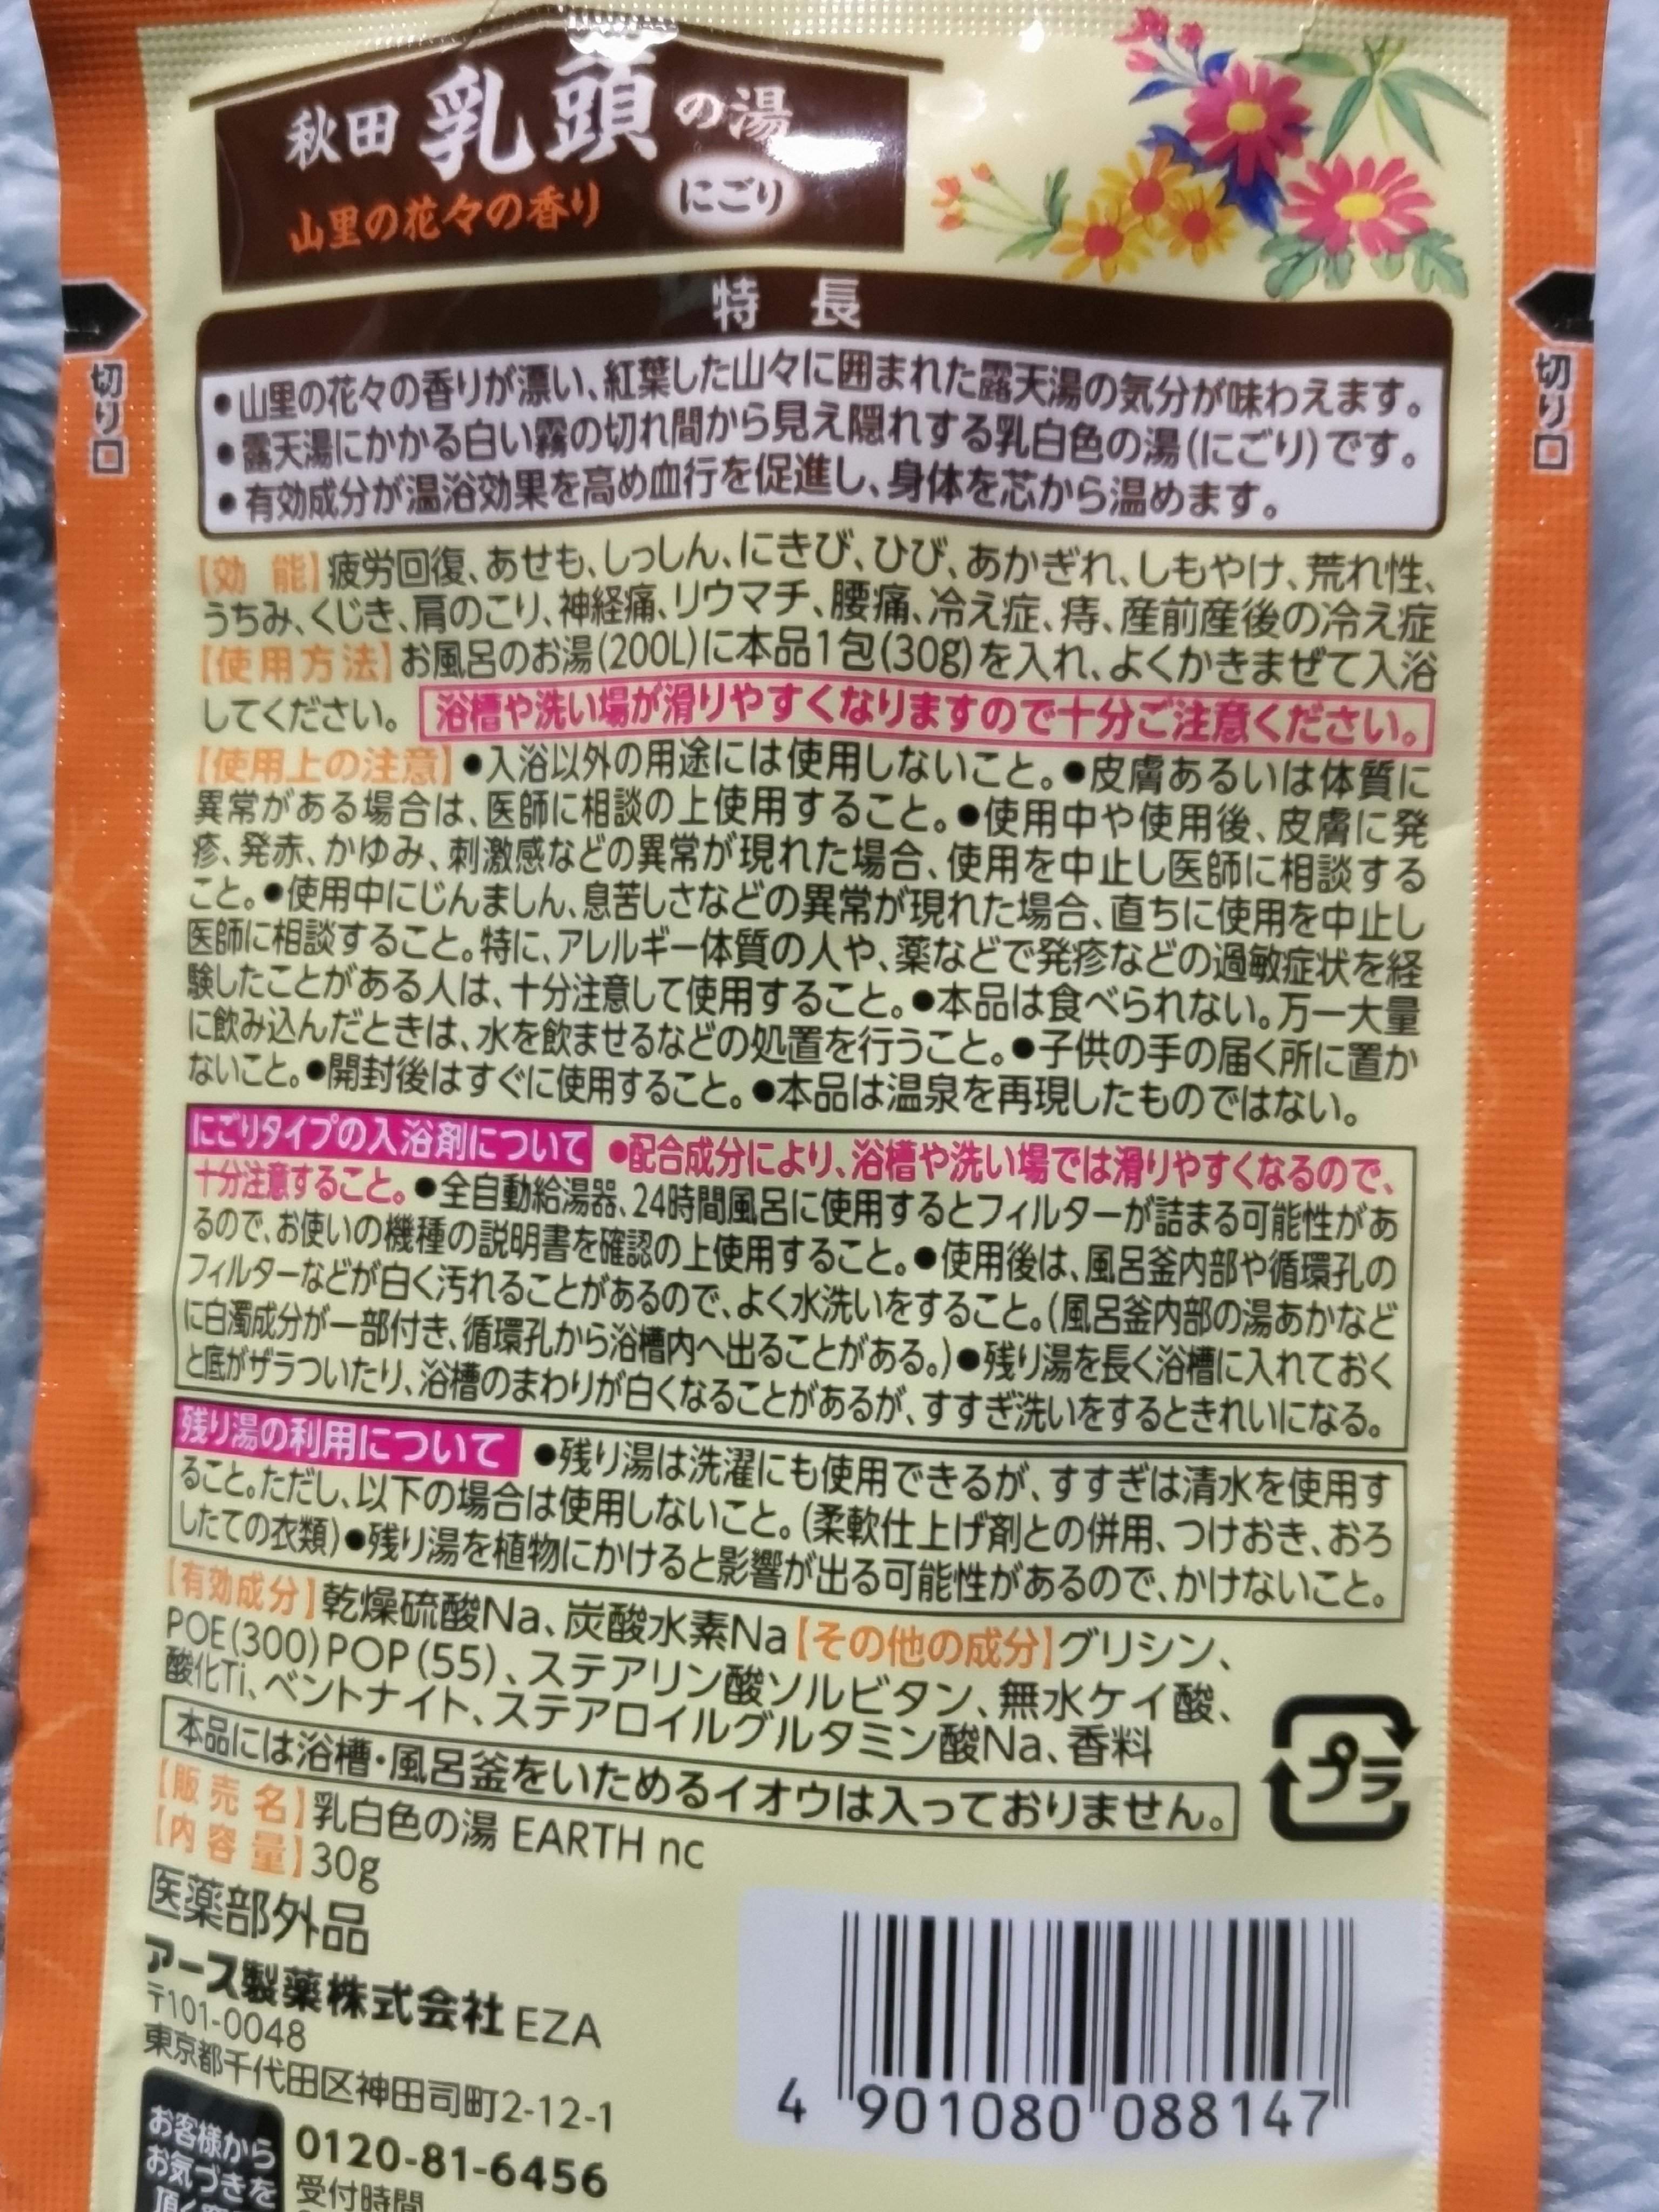 秋田 乳頭の湯
山里の花々の香り にごり
切り口
切り口
特 長
●山里の花々の香りが漂い、紅葉した山々に囲まれた露天湯の気分が味わえます。
●露天湯にかかる白い霧の切れ間から見え隠れする乳白色の湯(にごり)です。
●有効成分が温浴効果を高め血行を促進し、身体を芯から温めます。
【効 能】疲労回復、あせも、しっしん、にきび、ひび、あかぎれ、しもやけ、荒れ性、
うちみ、くじき、肩のこり、神経痛、リウマチ、腰痛、冷え症、痔、産前産後の冷え症
【使用方法】お風呂のお湯(200L)に本品1包(30g)を入れ、よくかきまぜて入浴
してください。 浴槽や洗い場が滑りやすくなりますので十分ご注意ください。
【使用上の注意】●入浴以外の用途には使用しないこと。●皮膚あるいは体質に
異常がある場合は、医師に相談の上使用すること。●使用中や使用後、皮膚に発
疹、発赤、かゆみ、刺激感などの異常が現れた場合、使用を中止し医師に相談する
こと。●使用中にじんましん、息苦しさなどの異常が現れた場合、直ちに使用を中止し
医師に相談すること。特に、アレルギー体質の人や、薬などで発疹などの過敏症状を経
験したことがある人は、十分注意して使用すること。●本品は食べられない。万一大量
に飲み込んだときは、水を飲ませるなどの処置を行うこと。●子供の手の届く所に置か
ないこと。●開封後はすぐに使用すること。●本品は温泉を再現したものではない。
にごりタイプの入浴剤について ●配合成分により、浴槽や洗い場では滑りやすくなるので、
十分注意すること。●全自動給湯器、24時間風呂に使用するとフィルターが詰まる可能性があ
るので、お使いの機種の説明書を確認の上使用すること。●使用後は、風呂釜内部や循環孔の
フィルターなどが白く汚れることがあるので、よく水洗いをすること。(風呂釜内部の湯あかなど
に白濁成分が一部付き、循環孔から浴槽内へ出ることがある。)●残り湯を長く浴槽に入れておく
と底がザラついたり、浴槽のまわりが白くなることがあるが、すすぎ洗いをするときれいになる。
残り湯の利用について ●残り湯は洗濯にも使用できるが、すすぎは清水を使用す
ること。ただし、以下の場合は使用しないこと。(柔軟仕上げ剤との併用、つけおき、おろ
したての衣類)●残り湯を植物にかけると影響が出る可能性があるので、かけないこと。
【有効成分】乾燥硫酸Na、炭酸水素Na【その他の成分】グリシン、
POE(300)POP(55)、ステアリン酸ソルビタン、無水ケイ酸、
酸化Ti、ベントナイト、ステアロイルグルタミン酸Na、香料
本品には浴槽・風呂釜をいためるイオウは入っておりません。
プラ
【販 売 名】乳白色の湯 EARTH nc
【内 容 量】30g
医薬部外品
アース製薬株式会社 EZA
〒101-0048
東京都千代田区神田司町2-12-1
お客様から
お気づきを
0120-81-6456
受付時間
4 901080 088147